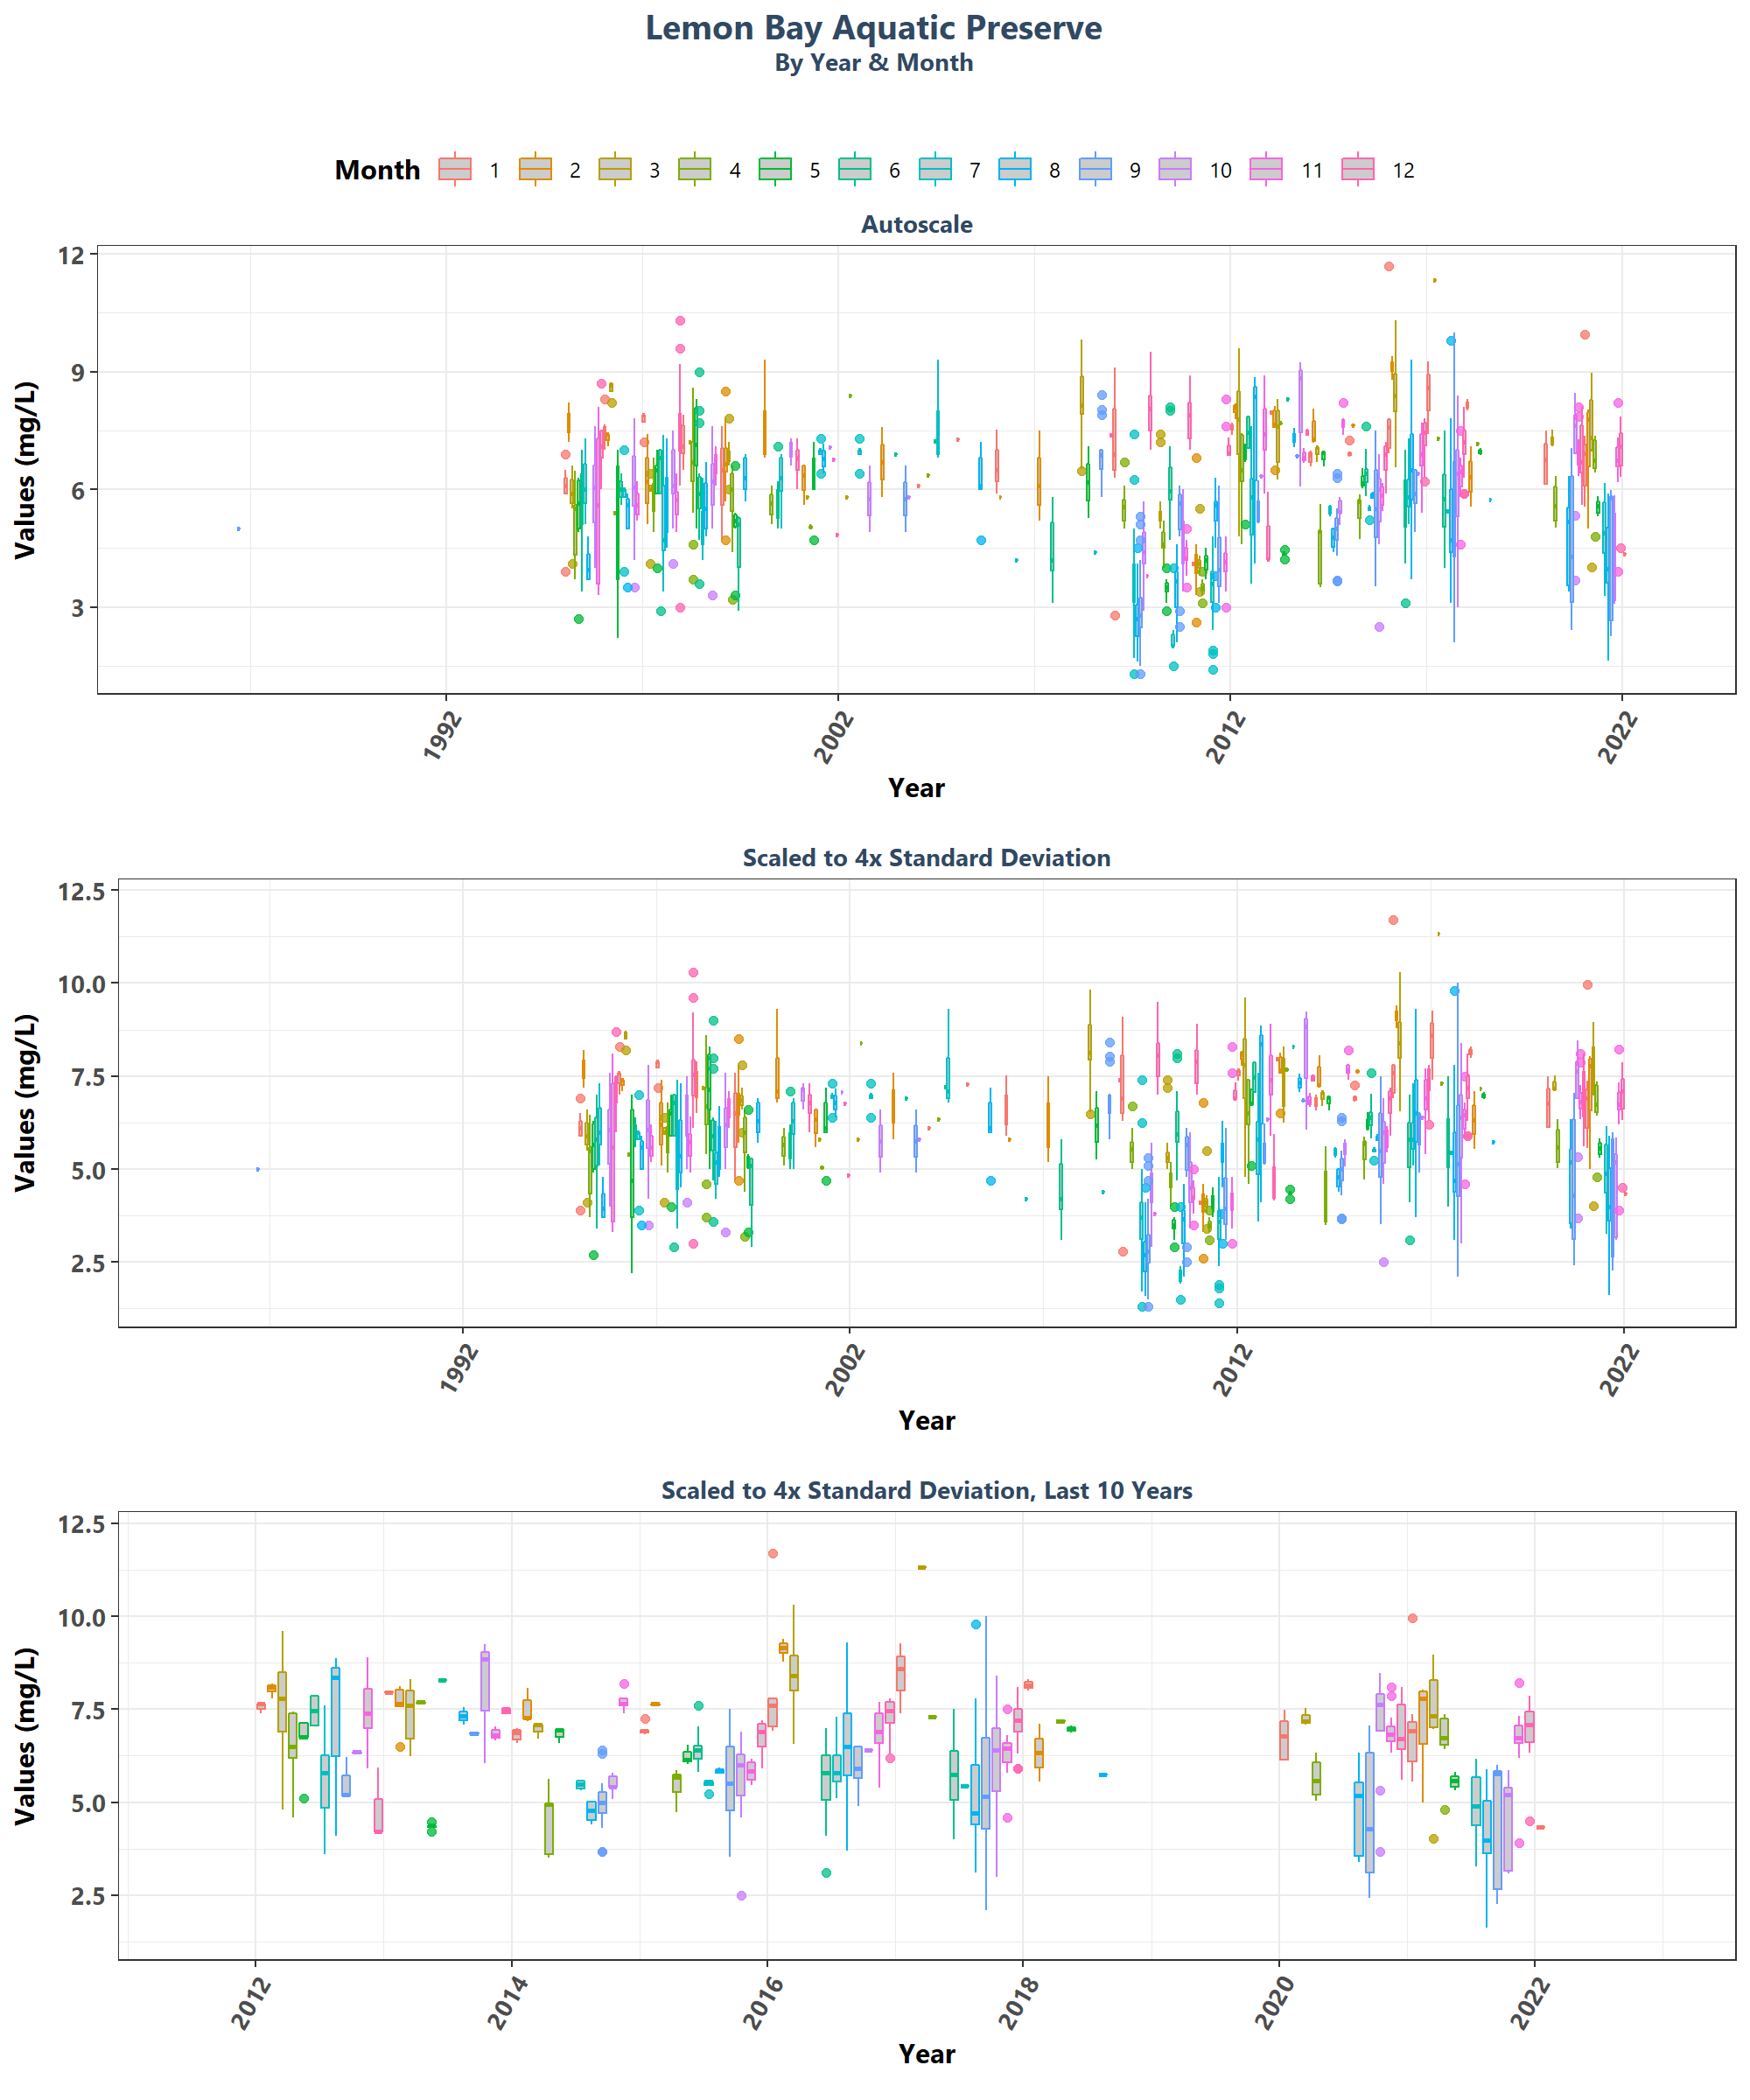 Lemon Bay Aquatic Preserve
By Year & Month
Month 1 2 3 4 5 6 7 8 9 10 11 12
Autoscale
Values (mg/L)
12
9
6
3
1992 2002 2012 2022
Year
Scaled to 4x Standard Deviation
Values (mg/L)
12.5
10.0
7.5
5.0
2.5
1992 2002 2012 2022
Year
Scaled to 4x Standard Deviation, Last 10 Years
Values (mg/L)
12.5
10.0
7.5
5.0
2.5
2012 2014 2016 2018 2020 2022
Year